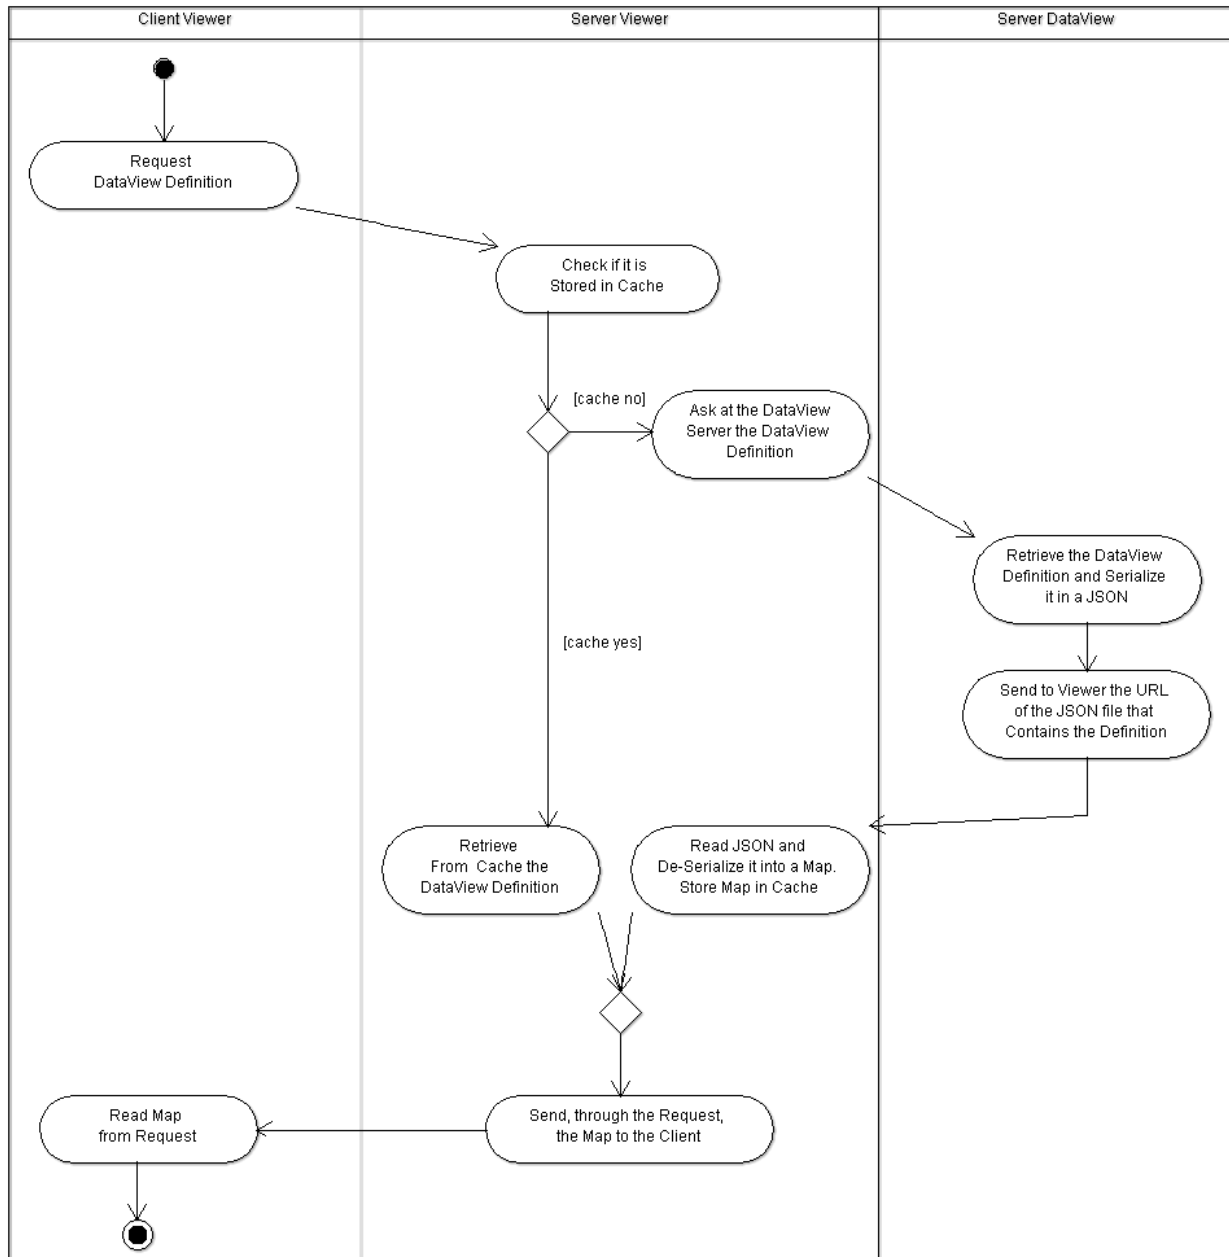 Client Viewer
Server Viewer
Server DataView
Request
DataView Definition
Check if it is
Stored in Cache
[cache no]
Ask at the DataView
Server the DataView
Definition
Retrieve the DataView
Definition and Serialize
it in a JSON
[cache yes]
Send to Viewer the URL
of the JSON file that
Contains the Definition
Retrieve
From Cache the
DataView Definition
Read JSON and
De-Serialize it into a Map.
Store Map in Cache
Read Map
from Request
Send, through the Request,
the Map to the Client